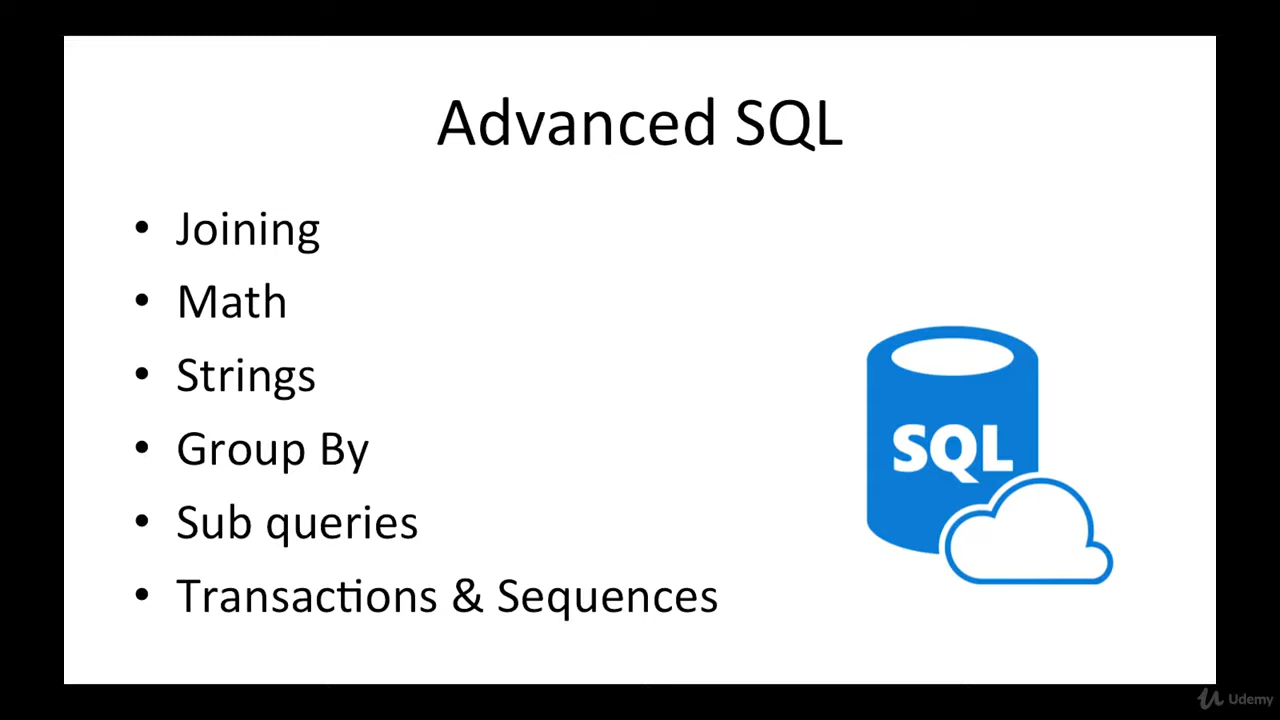 Advanced SQL
• Joining
• Math
• Strings
• Group By
• Sub queries
• Transactions & Sequences
SQL
Udemy